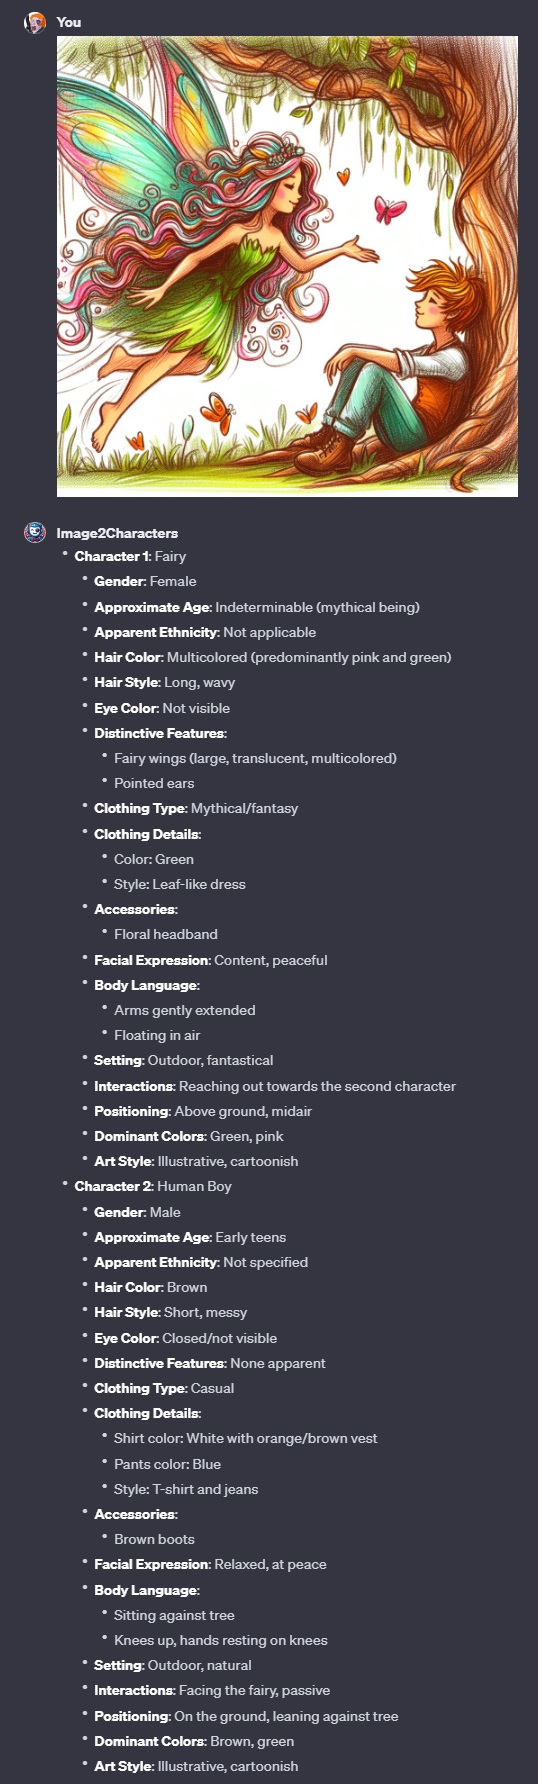 You
Image2Characters
Character 1: Fairy
Gender: Female
Approximate Age: Indeterminable (mythical being)
Apparent Ethnicity: Not applicable
Hair Color: Multicolored (predominantly pink and green)
Hair Style: Long, wavy
Eye Color: Not visible
Distinctive Features:
Fairy wings (large, translucent, multicolored)
Pointed ears
Clothing Type: Mythical/fantasy
Clothing Details:
Color: Green
Style: Leaf-like dress
Accessories:
Floral headband
Facial Expression: Content, peaceful
Body Language:
Arms gently extended
Floating in air
Setting: Outdoor, fantastical
Interactions: Reaching out towards the second character
Positioning: Above ground, midair
Dominant Colors: Green, pink
Art Style: Illustrative, cartoonish
Character 2: Human Boy
Gender: Male
Approximate Age: Early teens
Apparent Ethnicity: Not specified
Hair Color: Brown
Hair Style: Short, messy
Eye Color: Closed/not visible
Distinctive Features: None apparent
Clothing Type: Casual
Clothing Details:
Shirt color: White with orange/brown vest
Pants color: Blue
Style: T-shirt and jeans
Accessories:
Brown boots
Facial Expression: Relaxed, at peace
Body Language:
Sitting against tree
Knees up, hands resting on knees
Setting: Outdoor, natural
Interactions: Facing the fairy, passive
Positioning: On the ground, leaning against tree
Dominant Colors: Brown, green
Art Style: Illustrative, cartoonish